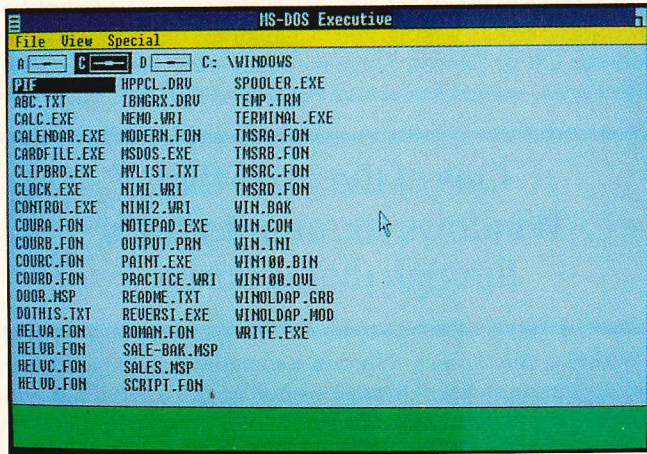 MS-DOS Executive
File View Special
A C D C: \WINDOWS
PIF HPPCL.DRV SPOOLER.EXE
ABC.TXT IBMGRX.DRV TEMP.TRM
CALC.EXE MEMO.WRI TERMINAL.EXE
CALENDAR.EXE MODERN.FON TMSRA.FON
CARDFILE.EXE MSDOS.EXE TMSRB.FON
CLIPBRD.EXE MYLIST.TXT TMSRC.FON
CLOCK.EXE NIMI.WRI TMSRD.FON
CONTROL.EXE NIMI2.WRI WIN.BAK
COURA.FON NOTEPAD.EXE WIN.COM
COURB.FON OUTPUT.PRN WIN.INI
COURC.FON PAINT.EXE WIN100.BIN
COURD.FON PRACTICE.WRI WIN100.OVL
DOOR.MSP README.TXT WINOLDAP.GRB
DOTHIS.TXT REVERSI.EXE WINOLDAP.MOD
HELVA.FON ROMAN.FON WRITE.EXE
HELVB.FON SALE-BAK.MSP
HELVC.FON SALES.MSP
HELVD.FON SCRIPT.FON